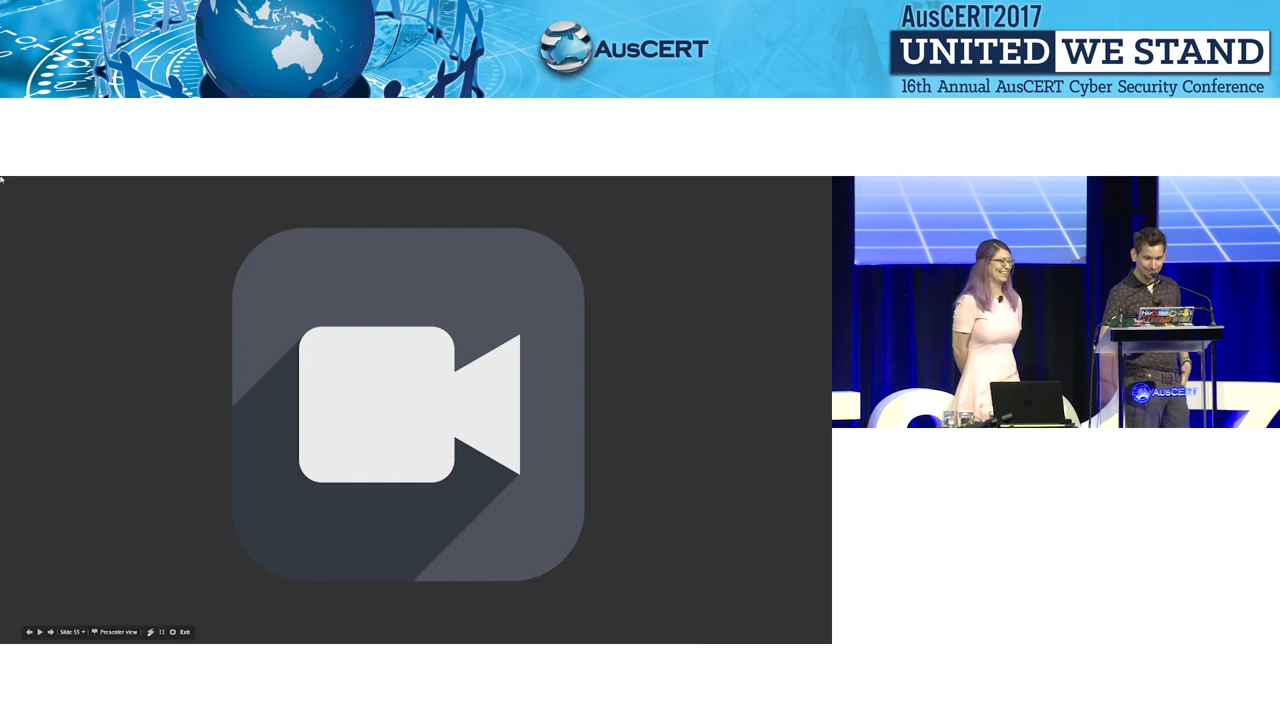 AusCERT2017
AusCERT
UNITED WE STAND
16th Annual AusCERT Cyber Security Conference
Slide 55
Presenter view
Exit
AusCERT